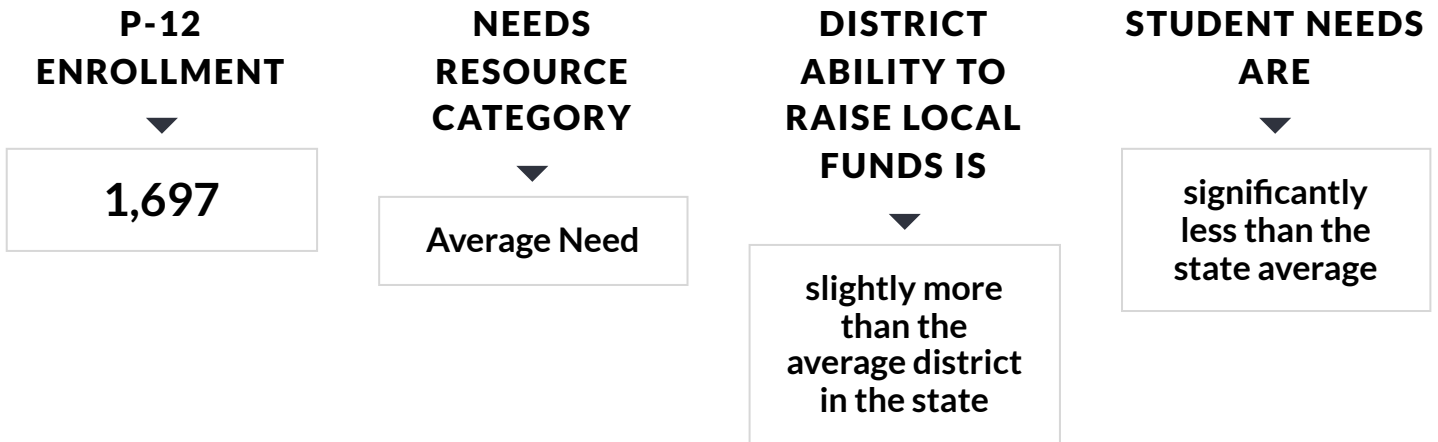 P-12
ENROLLMENT
1,697
NEEDS
RESOURCE
CATEGORY
Average Need
DISTRICT
ABILITY TO
RAISE LOCAL
FUNDS IS
slightly more
than the
average district
in the state
STUDENT NEEDS
ARE
significantly
less than the
state average